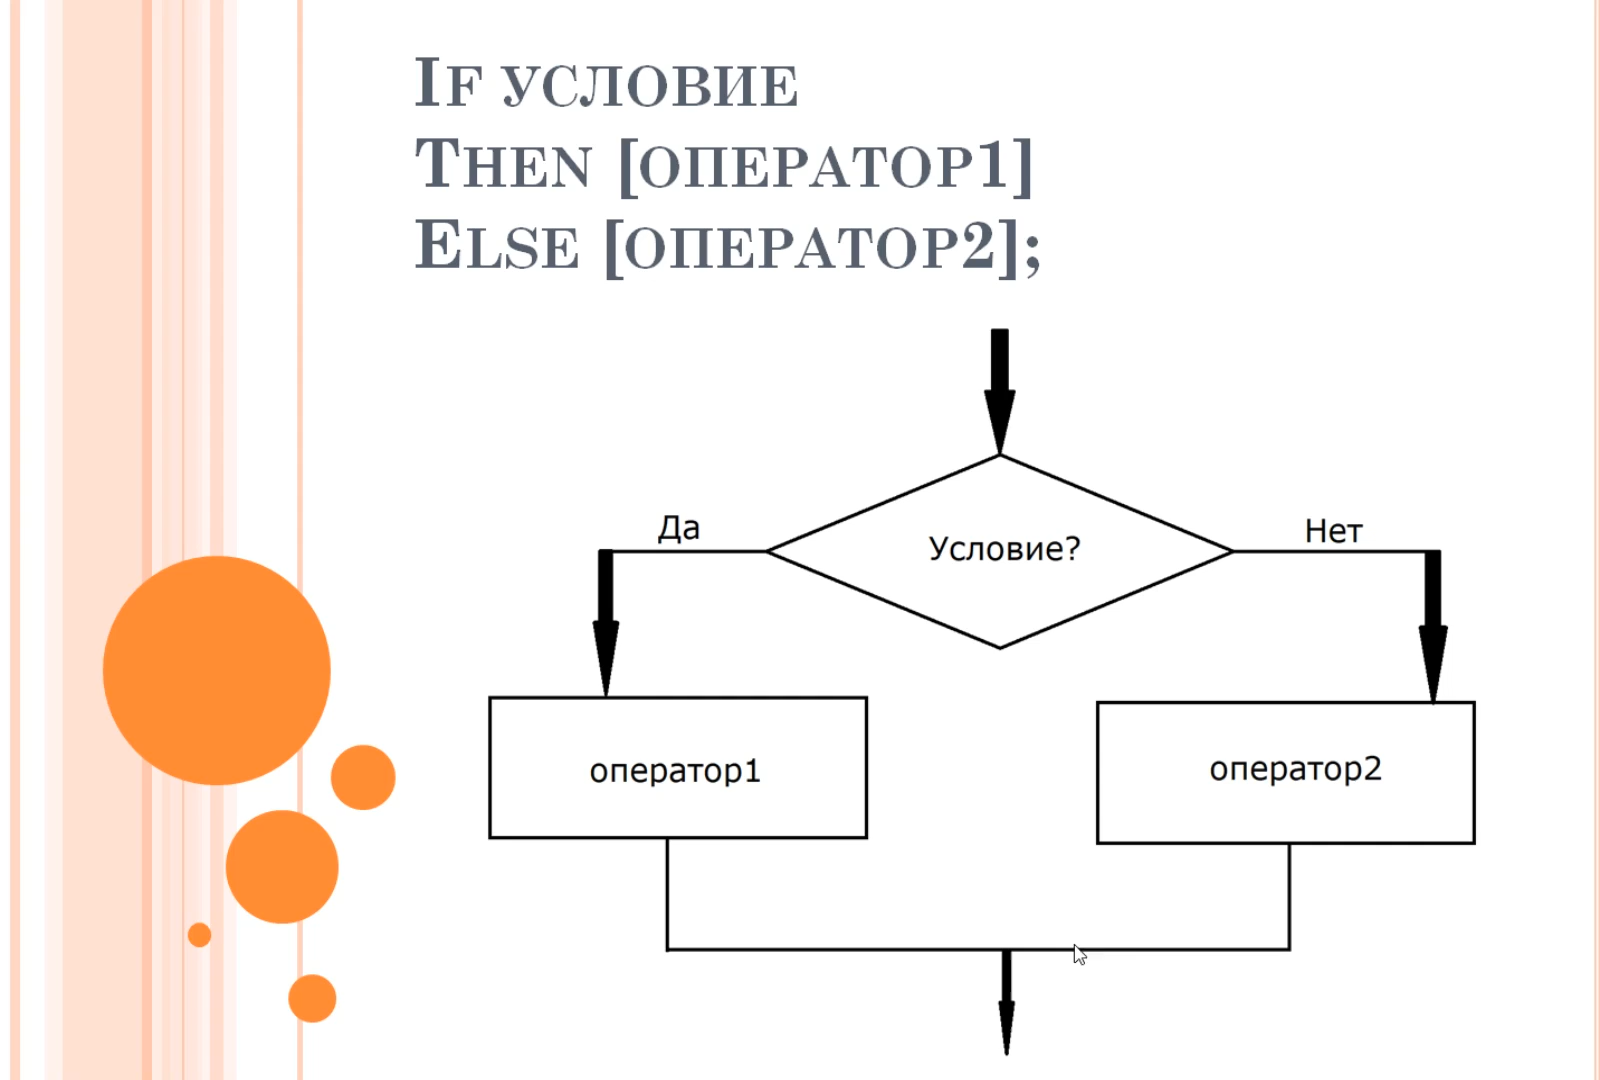 If условие
Then [оператор1]
Else [оператор2];
Да
Условие?
Нет
оператор1
оператор2